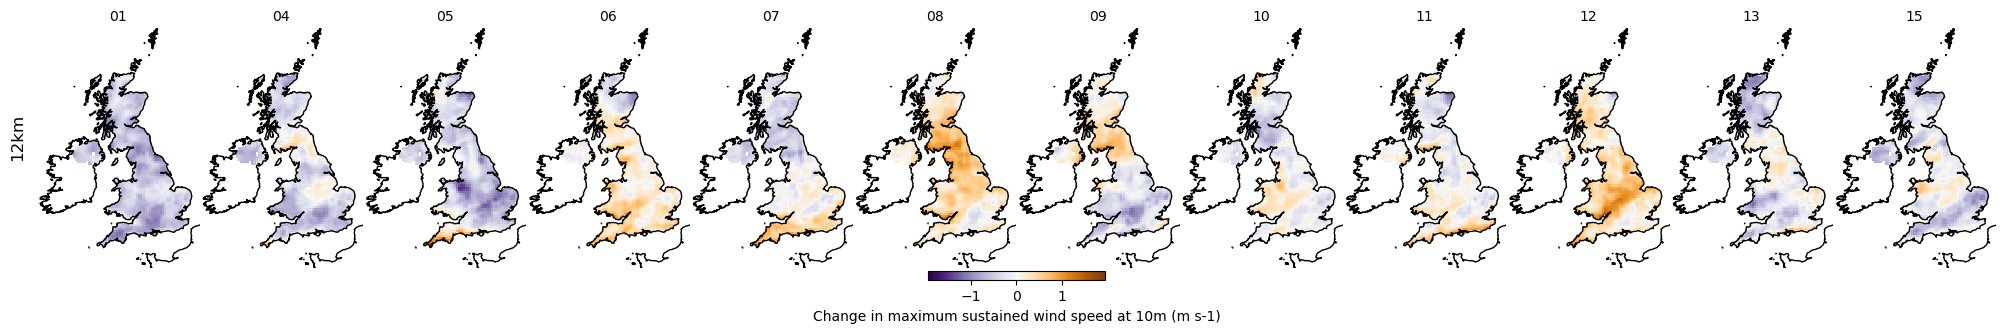 01 04 05 06 07 08 09 10 11 12 13 15
12km
−1 0 1
Change in maximum sustained wind speed at 10m (m s-1)